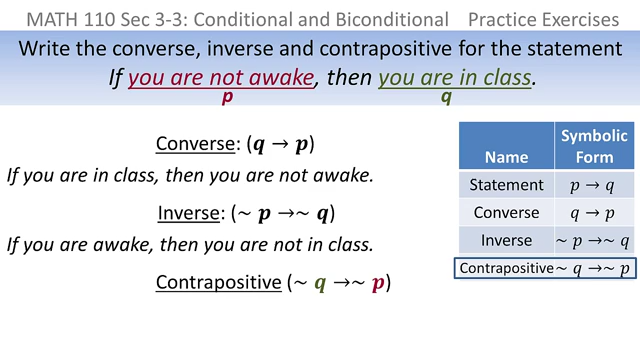 MATH 110 Sec 3-3: Conditional and Biconditional Practice Exercises
Write the converse, inverse and contrapositive for the statement
If you are not awake, then you are in class.
p q
Converse: (q → p)
If you are in class, then you are not awake.
Inverse: (~ p →~ q)
If you are awake, then you are not in class.
Contrapositive (~ q →~ p)
Name Symbolic Form
Statement p → q
Converse q → p
Inverse ~ p →~ q
Contrapositive ~ q →~ p